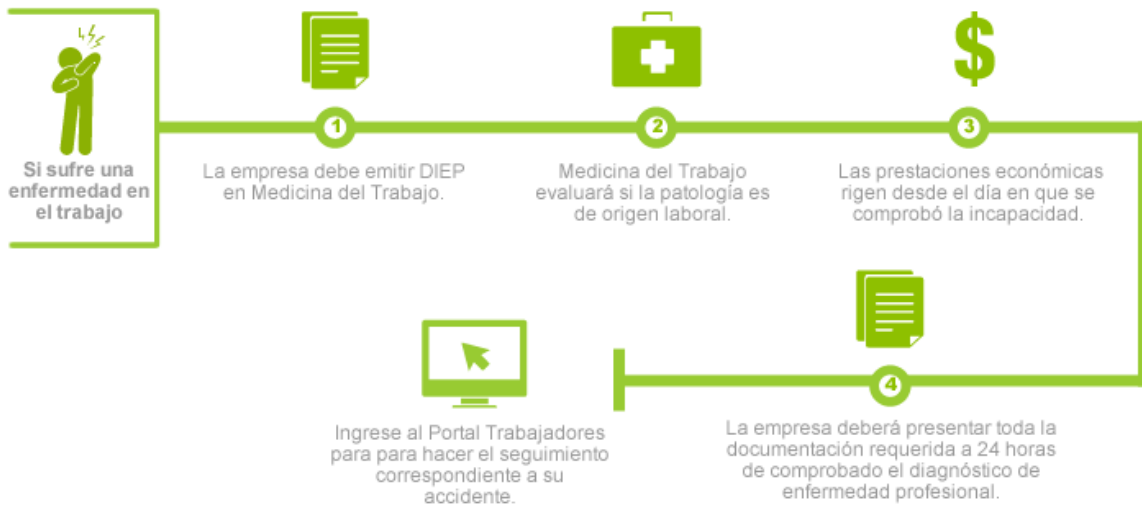 Si sufre una
enfermedad en
el trabajo
$
1
La empresa debe emitir DIEP
en Medicina del Trabajo.
2
Medicina del Trabajo
evaluará si la patología es
de origen laboral.
3
Las prestaciones económicas
rigen desde el día en que se
comprobó la incapacidad.
4
La empresa deberá presentar toda la
documentación requerida a 24 horas
de comprobado el diagnóstico de
enfermedad profesional.
Ingrese al Portal Trabajadores
para para hacer el seguimiento
correspondiente a su
accidente.